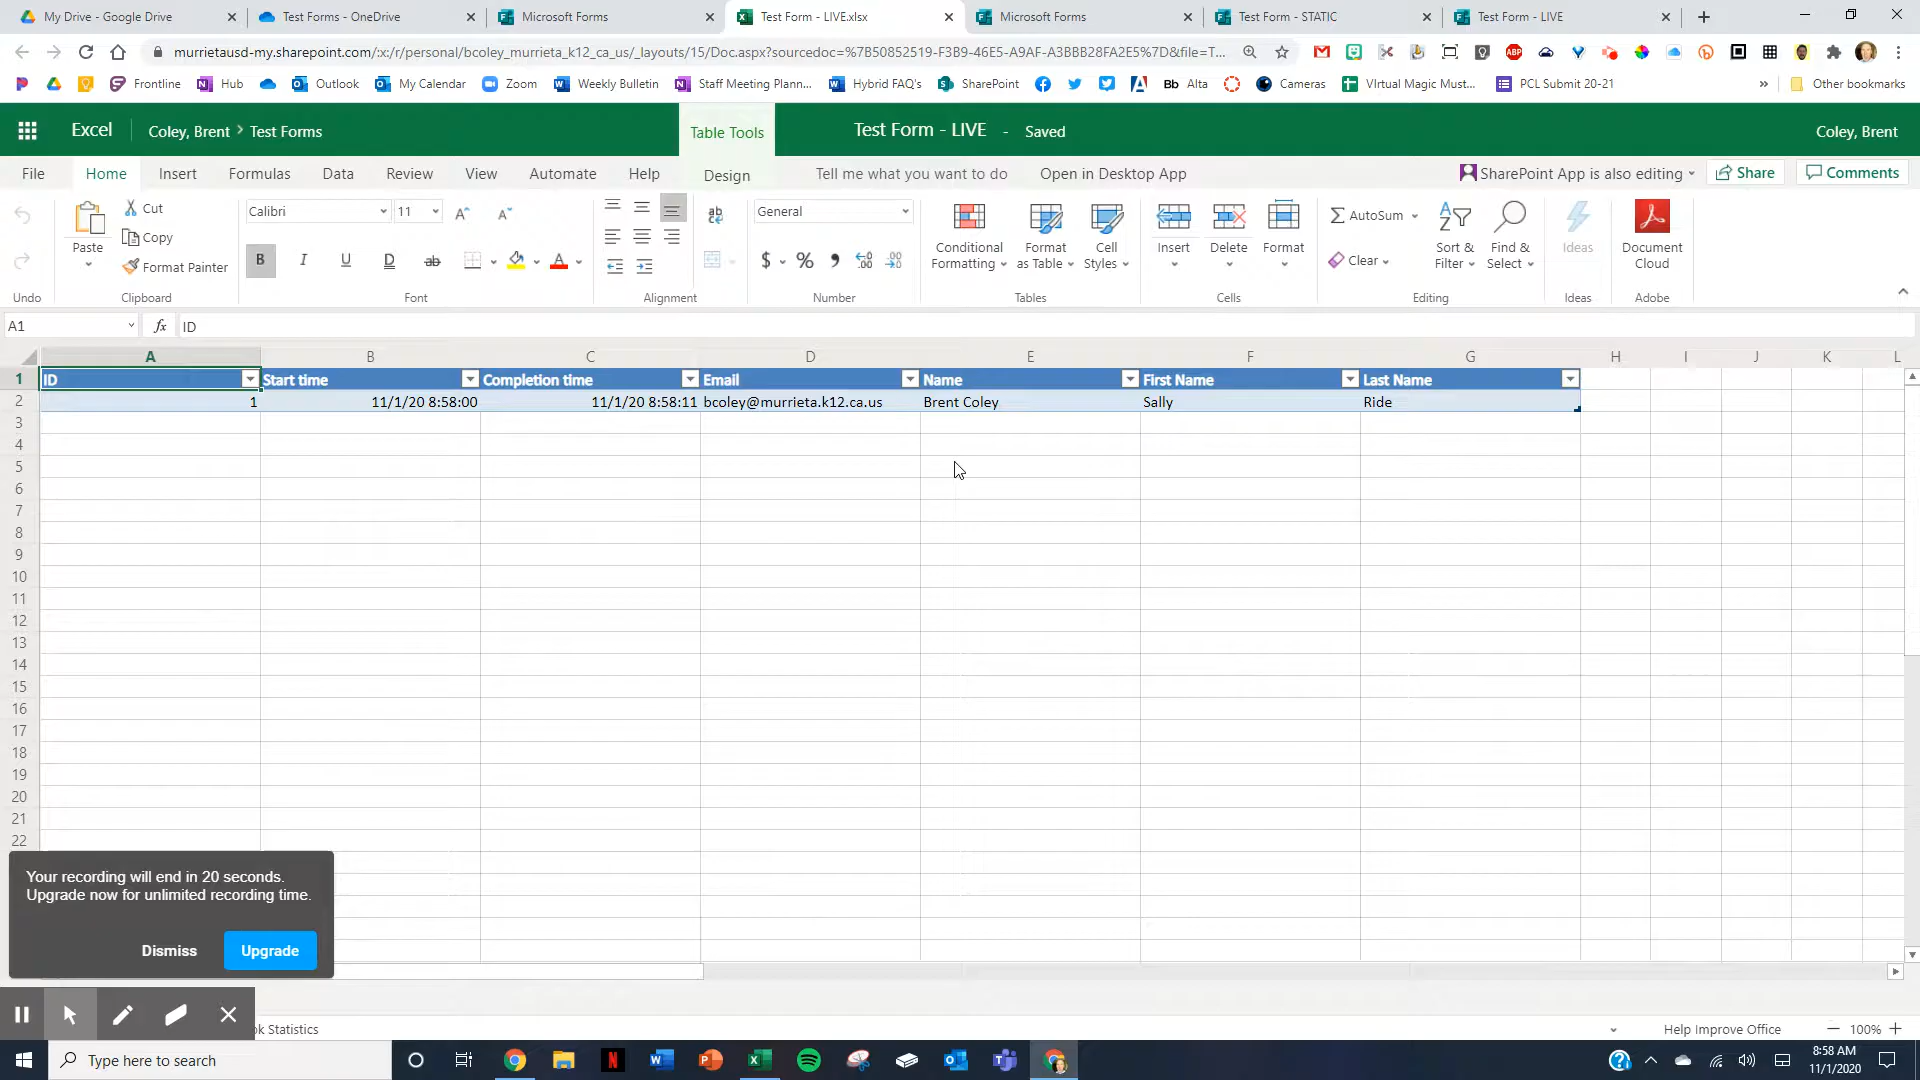 My Drive - Google Drive
Test Forms - OneDrive
Microsoft Forms
Test Form - LIVE.xlsx
Microsoft Forms
Test Form - STATIC
Test Form - LIVE
murrietausd-my.sharepoint.com/:x:/r/personal/bcoley_murrieta_k12_ca_us/_layouts/15/Doc.aspx?sourcedoc=%7B50852519-F3B9-46E5-A9AF-A3BBB28FA2E5%7D&file=T...
Frontline
Hub
Outlook
My Calendar
Zoom
Weekly Bulletin
Staff Meeting Plann...
Hybrid FAQ's
SharePoint
Bb Alta
Cameras
VIrtual Magic Must...
PCL Submit 20-21
Other bookmarks
Excel
Coley, Brent > Test Forms
Table Tools
Test Form - LIVE - Saved
Coley, Brent
File Home Insert Formulas Data Review View Automate Help Design
Tell me what you want to do
Open in Desktop App
SharePoint App is also editing
Share
Comments
Paste
Cut
Copy
Format Painter
Calibri
11
B I U D ab
General
$ % ,
Conditional Formatting
Format as Table
Cell Styles
Insert
Delete
Format
AutoSum
Clear
Sort & Filter
Find & Select
Ideas
Document Cloud
Undo
Clipboard
Font
Alignment
Number
Tables
Cells
Editing
Ideas
Adobe
A1
fx
ID
A B C D E F G H I J K L
1 ID Start time Completion time Email Name First Name Last Name
2 1 11/1/20 8:58:00 11/1/20 8:58:11 bcoley@murrieta.k12.ca.us Brent Coley Sally Ride
3
4
5
6
7
8
9
10
11
12
13
14
15
16
17
18
19
20
21
22
Your recording will end in 20 seconds.
Upgrade now for unlimited recording time.
Dismiss
Upgrade
ok Statistics
Help Improve Office
100%
Type here to search
8:58 AM
11/1/2020